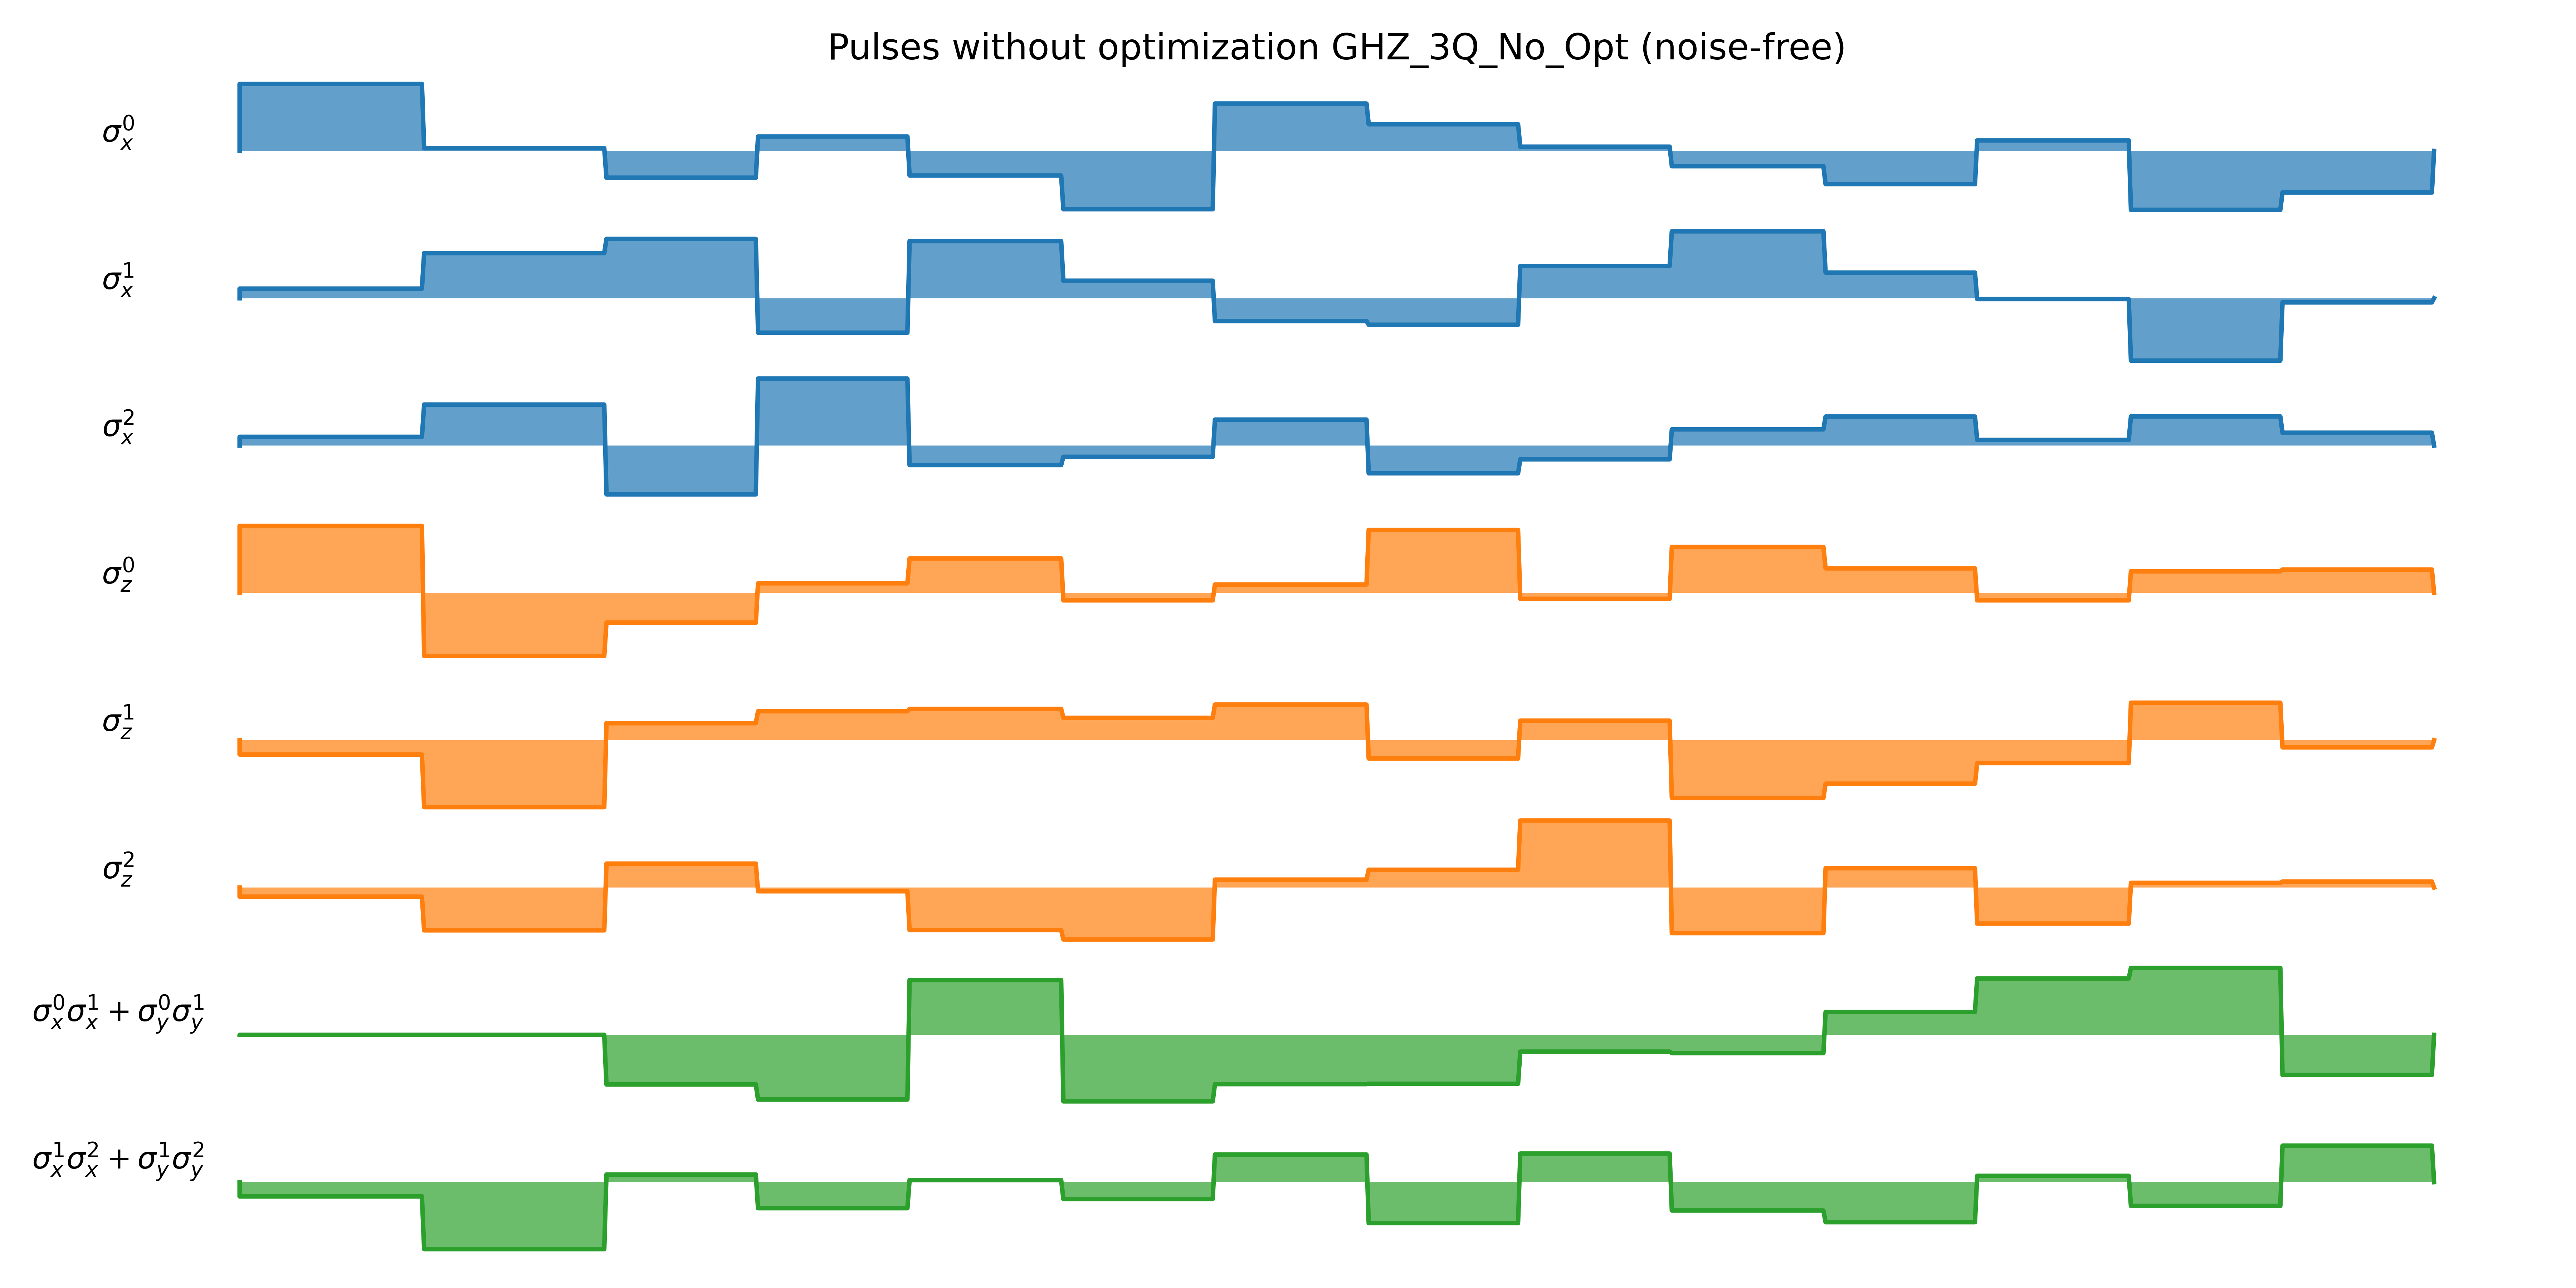 Pulses without optimization GHZ_3Q_No_Opt (noise-free)
σ_x^0
σ_x^1
σ_x^2
σ_z^0
σ_z^1
σ_z^2
σ_x^0σ_x^1 + σ_y^0σ_y^1
σ_x^1σ_x^2 + σ_y^1σ_y^2